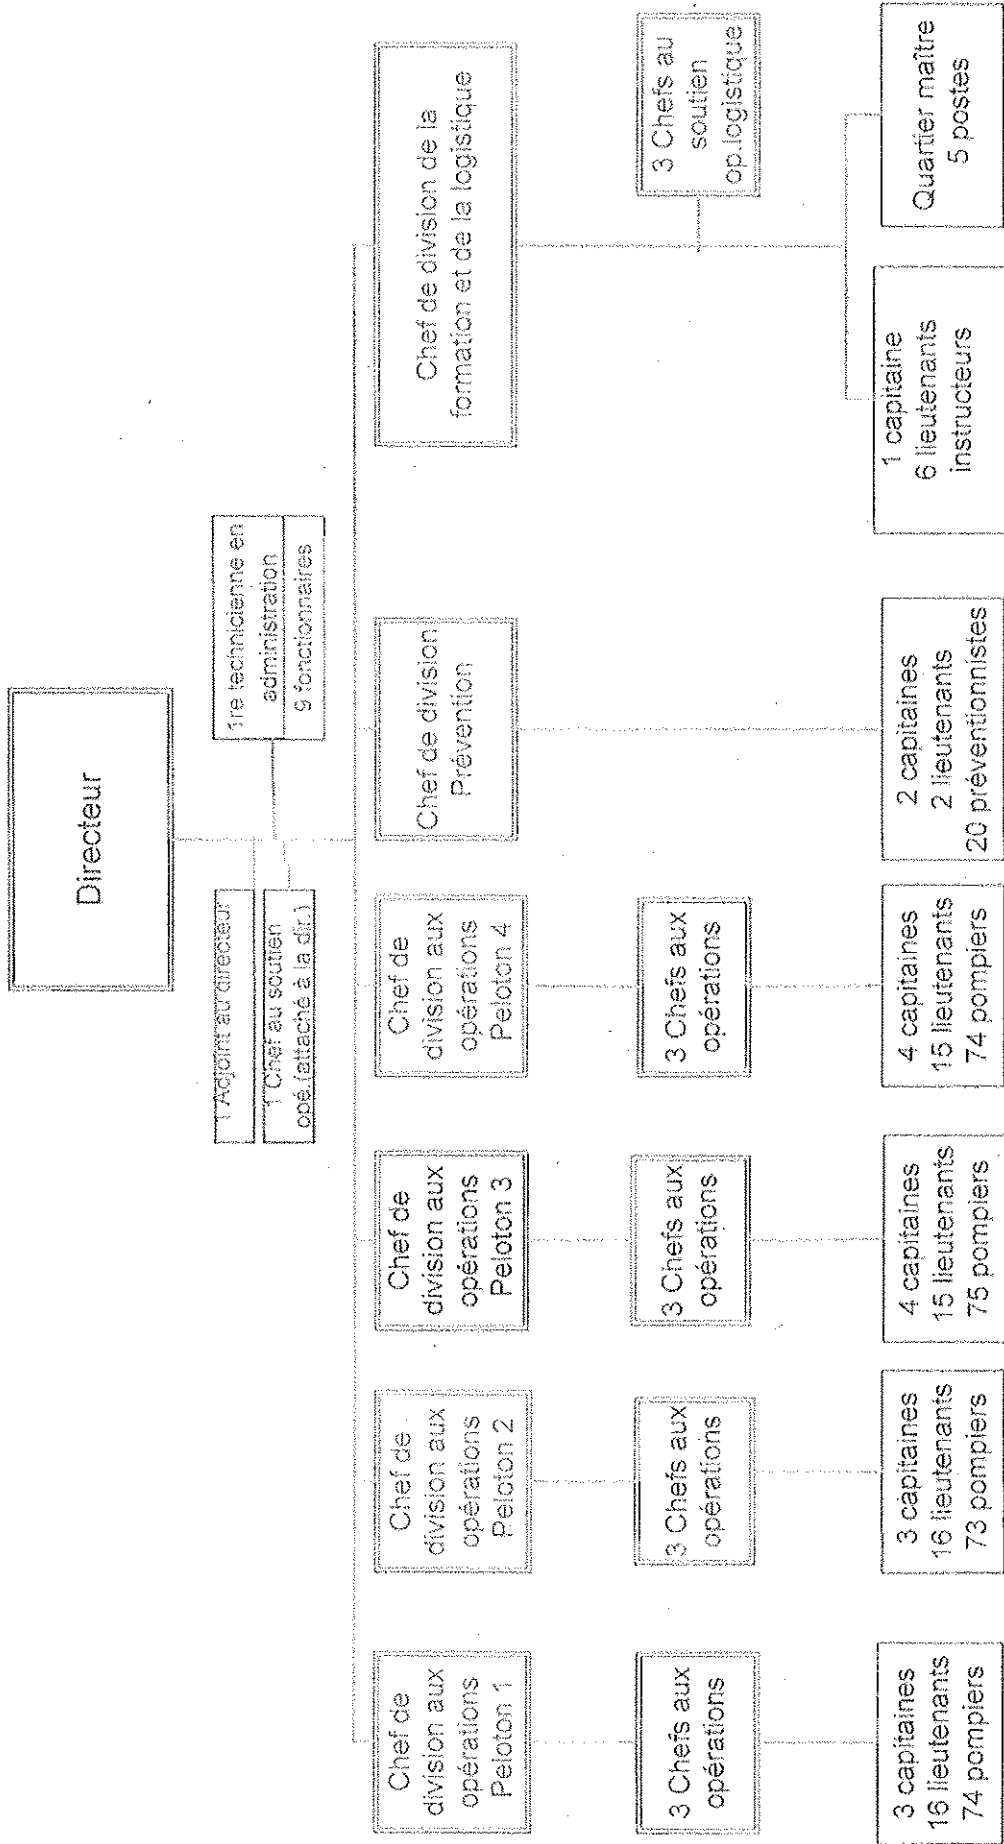 Directeur
1 Adjoint au directeur
1 Chef au soutien
opé.(attaché à la dir.)
1re technicienne en
administration
9 fonctionnaires
Chef de
division aux
opérations
Peloton 1
Chef de
division aux
opérations
Peloton 2
Chef de
division aux
opérations
Peloton 3
Chef de
division aux
opérations
Peloton 4
Chef de division
Prévention
Chef de division de la
formation et de la logistique
3 Chefs aux
opérations
3 Chefs aux
opérations
3 Chefs aux
opérations
3 Chefs aux
opérations
3 Chefs au
soutien
op.logistique
3 capitaines
16 lieutenants
74 pompiers
3 capitaines
16 lieutenants
73 pompiers
4 capitaines
15 lieutenants
75 pompiers
4 capitaines
15 lieutenants
74 pompiers
2 capitaines
2 lieutenants
20 préventionnistes
1 capitaine
6 lieutenants
instructeurs
Quartier maître
5 postes